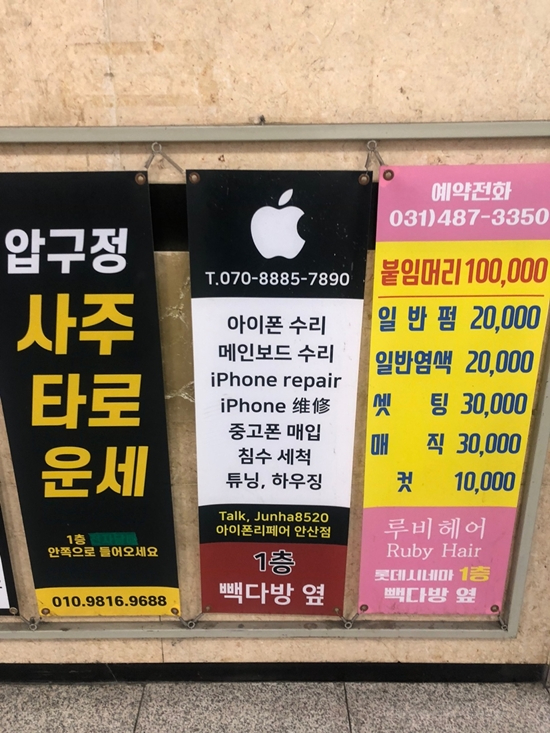 압구정
사주
타로
운세
1층
안쪽으로 들어오세요
010.9816.9688
T.070-8885-7890
아이폰 수리
메인보드 수리
iPhone repair
iPhone 维修
중고폰 매입
침수 세척
튜닝, 하우징
Talk, Junha8520
아이폰리페어 안산점
1층
빽다방 옆
예약전화
031)487-3350
붙임머리 100,000
일반펌 20,000
일반염색 20,000
셋팅 30,000
매직 30,000
컷 10,000
루비헤어
Ruby Hair
롯데시네마 1층
빽다방 옆